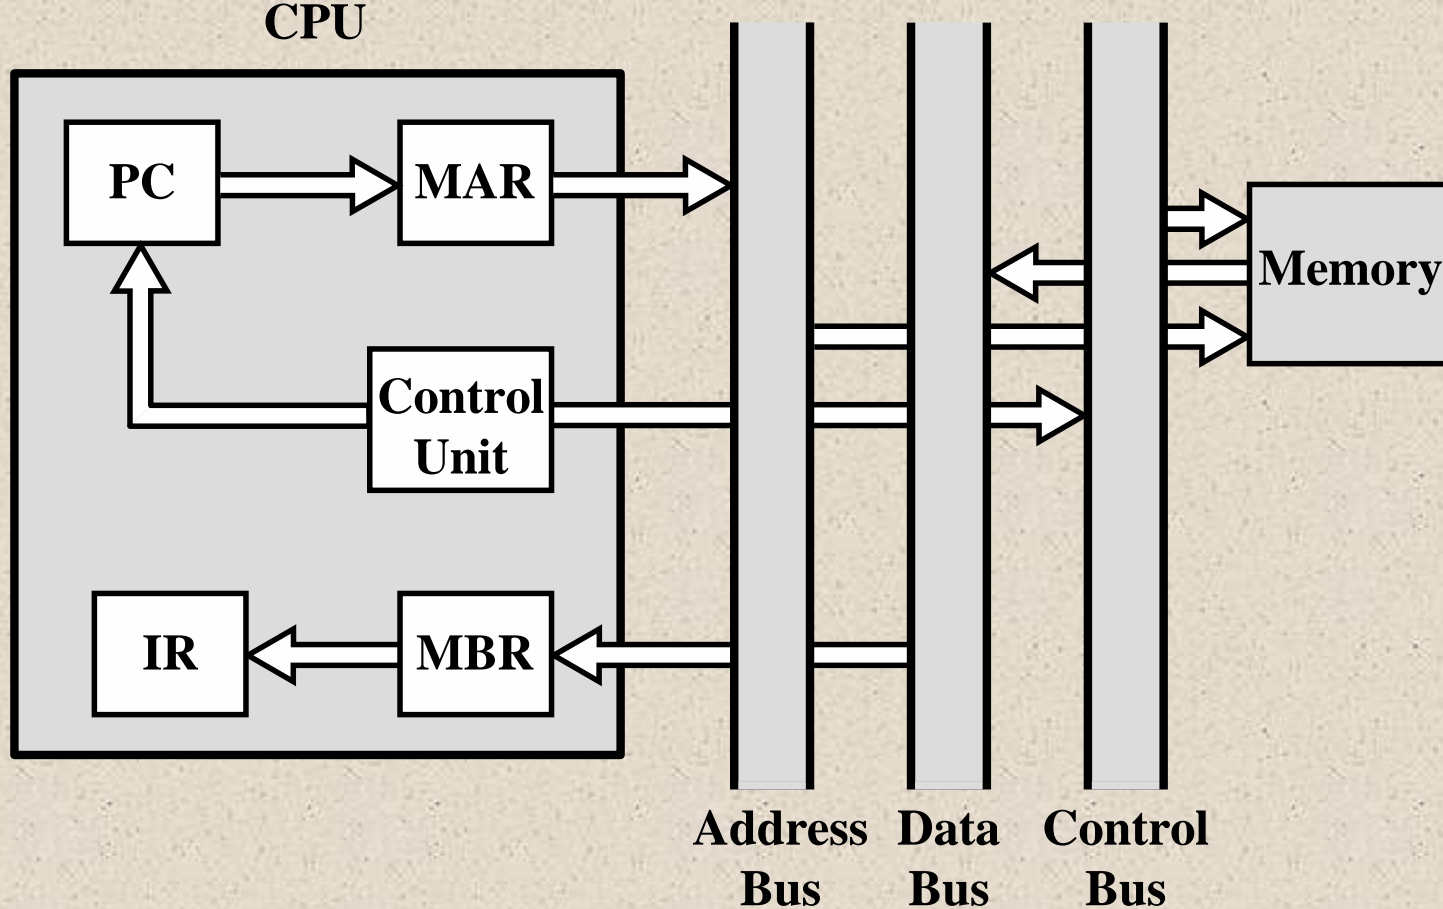 CPU
PC
MAR
Memory
Control
Unit
IR
MBR
Address
Bus
Data
Bus
Control
Bus